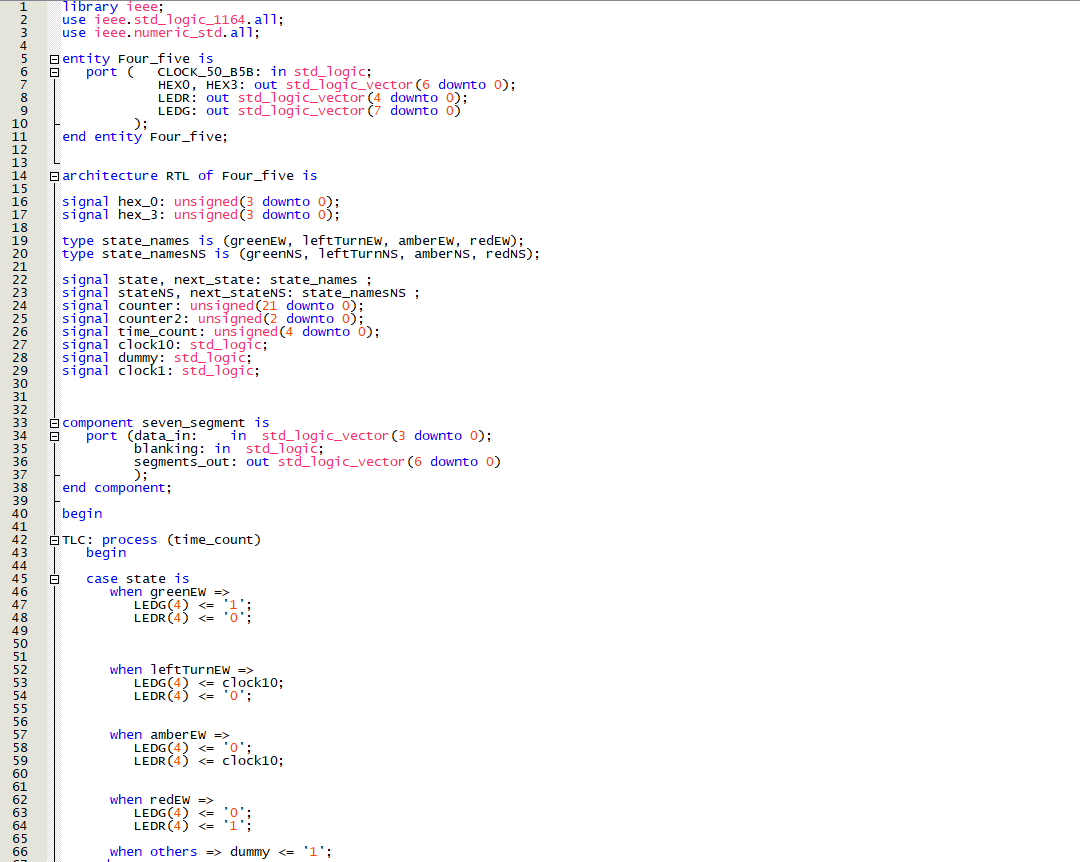 1 library ieee;
2 use ieee.std_logic_1164.all;
3 use ieee.numeric_std.all;
4
5 entity Four_five is
6 port ( CLOCK_50_B5B: in std_logic;
7 HEX0, HEX3: out std_logic_vector(6 downto 0);
8 LEDR: out std_logic_vector(4 downto 0);
9 LEDG: out std_logic_vector(7 downto 0)
10 );
11 end entity Four_five;
12
13
14 architecture RTL of Four_five is
15
16 signal hex_0: unsigned(3 downto 0);
17 signal hex_3: unsigned(3 downto 0);
18
19 type state_names is (greenEW, leftTurnEW, amberEW, redEW);
20 type state_namesNS is (greenNS, leftTurnNS, amberNS, redNS);
21
22 signal state, next_state: state_names ;
23 signal stateNS, next_stateNS: state_namesNS ;
24 signal counter: unsigned(21 downto 0);
25 signal counter2: unsigned(2 downto 0);
26 signal time_count: unsigned(4 downto 0);
27 signal clock10: std_logic;
28 signal dummy: std_logic;
29 signal clock1: std_logic;
30
31
32
33 component seven_segment is
34 port (data_in: in std_logic_vector(3 downto 0);
35 blanking: in std_logic;
36 segments_out: out std_logic_vector(6 downto 0)
37 );
38 end component;
39
40 begin
41
42 TLC: process (time_count)
43 begin
44
45 case state is
46 when greenEW =>
47 LEDG(4) <= '1';
48 LEDR(4) <= '0';
49
50
51
52 when leftTurnEW =>
53 LEDG(4) <= clock10;
54 LEDR(4) <= '0';
55
56
57 when amberEW =>
58 LEDG(4) <= '0';
59 LEDR(4) <= clock10;
60
61
62 when redEW =>
63 LEDG(4) <= '0';
64 LEDR(4) <= '1';
65
66 when others => dummy <= '1';